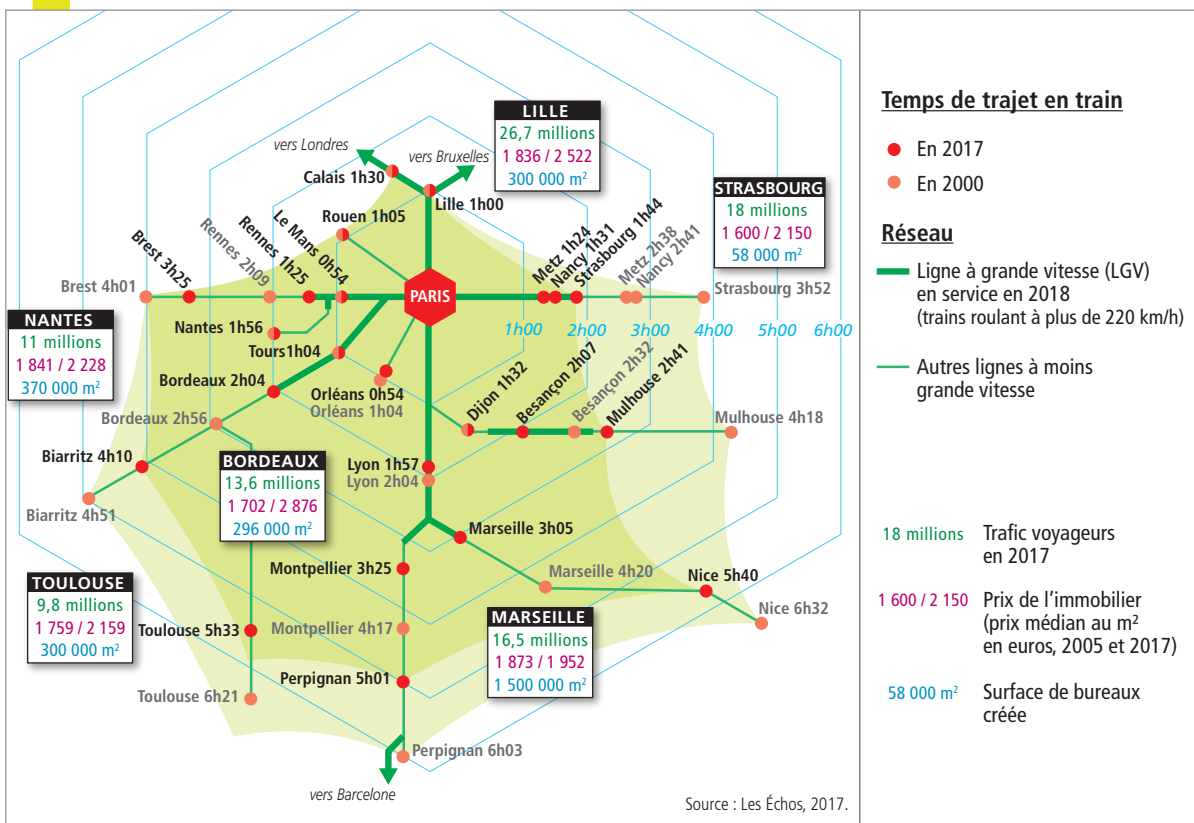 LILLE
26,7 millions
1 836 / 2 522
300 000 m²
vers Londres
vers Bruxelles
Calais 1h30
Lille 1h00
Rouen 1h05
Le Mans 0h54
Rennes 1h25
Rennes 2h09
Brest 3h25
Brest 4h01
PARIS
Metz 1h24
Nancy 1h31
Strasbourg 1h44
Metz 2h38
Nancy 2h41
Strasbourg 3h52
STRASBOURG
18 millions
1 600 / 2 150
58 000 m²
1h00 2h00 3h00 4h00 5h00 6h00
NANTES
11 millions
1 841 / 2 228
370 000 m²
Nantes 1h56
Tours1h04
Bordeaux 2h04
Orléans 0h54
Orléans 1h04
Dijon 1h32
Besançon 2h07
Besançon 2h32
Mulhouse 2h41
Mulhouse 4h18
Bordeaux 2h56
Biarritz 4h10
Biarritz 4h51
BORDEAUX
13,6 millions
1 702 / 2 876
296 000 m²
Lyon 1h57
Lyon 2h04
Marseille 3h05
Montpellier 3h25
Marseille 4h20
Nice 5h40
Nice 6h32
TOULOUSE
9,8 millions
1 759 / 2 159
300 000 m²
Toulouse 5h33
Toulouse 6h21
Montpellier 4h17
MARSEILLE
16,5 millions
1 873 / 1 952
1 500 000 m²
Perpignan 5h01
Perpignan 6h03
vers Barcelone
Source : Les Échos, 2017.
Temps de trajet en train
En 2017
En 2000
Réseau
Ligne à grande vitesse (LGV)
en service en 2018
(trains roulant à plus de 220 km/h)
Autres lignes à moins
grande vitesse
18 millions Trafic voyageurs
en 2017
1 600 / 2 150 Prix de l'immobilier
(prix médian au m²
en euros, 2005 et 2017)
58 000 m² Surface de bureaux
créée